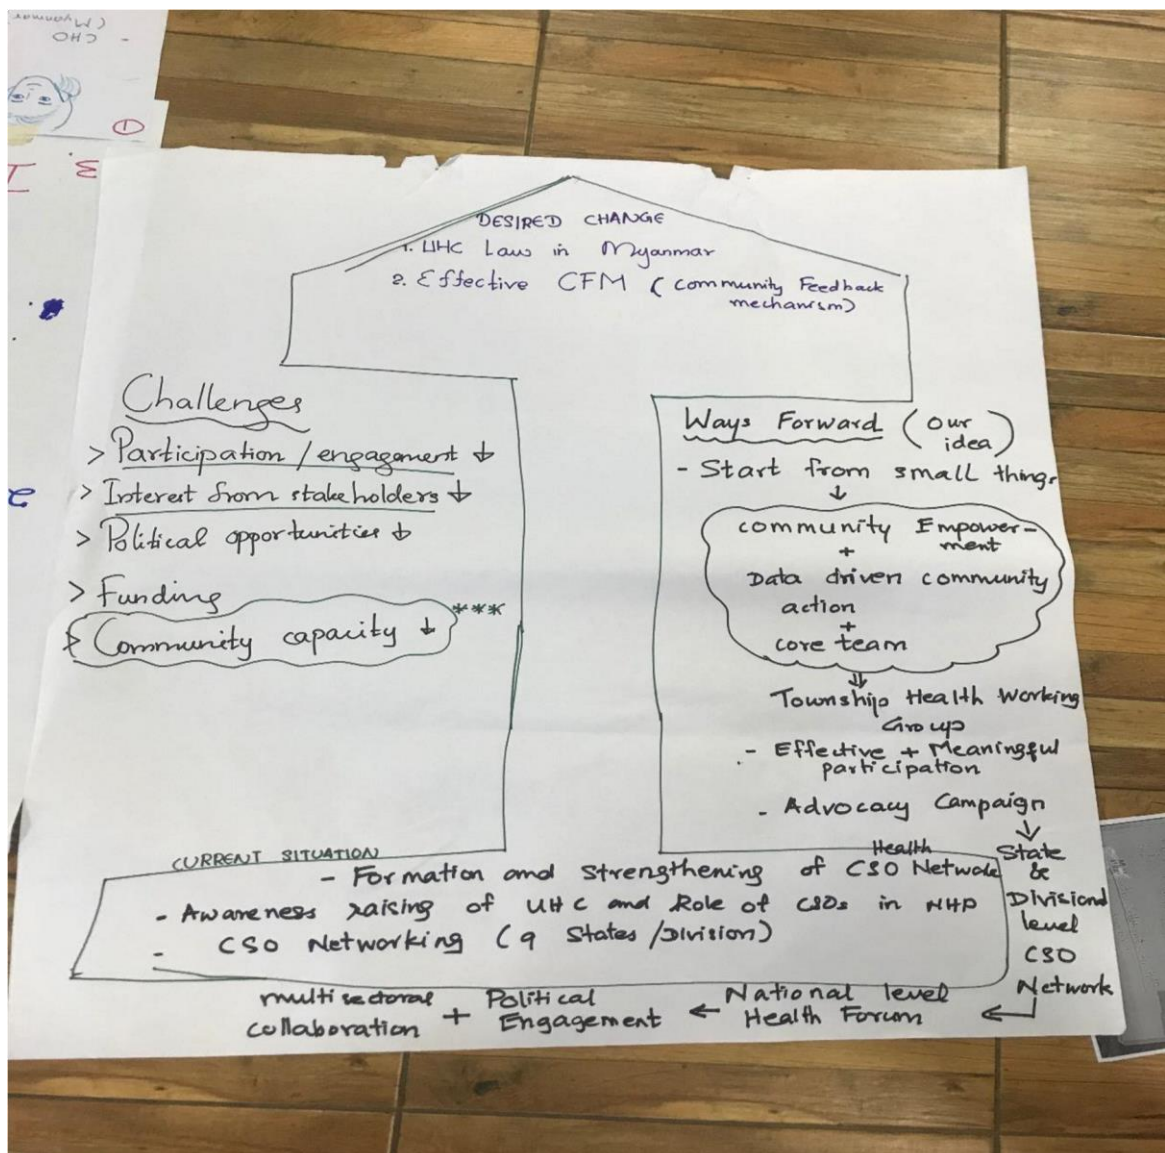 - CHO
( Myanmar )
①
DESIRED CHANGE
1. UHC Law in Myanmar
2. Effective CFM ( Community Feedback
mechanism)
Challenges
> Participation / engagement ↓
> Interest from stakeholders ↓
> Political opportunities ↓
> Funding
> Community capacity ↓ ***
Ways Forward ( Our
idea )
- Start from small things
↓
community Empower-
ment
+
Data driven community
action
+
core team
⇓
Township Health Working
Group
- Effective + Meaningful
participation
- Advocacy Campaign
↓
State
&
Divisional
level
CSO
Network
←
National level
Health Forum
←
Political
Engagement
+
multisectoral
collaboration
CURRENT SITUATION
Health
- Formation and Strengthening of CSO Network
- Awareness raising of UHC and Role of CSOs in NHP
- CSO Networking (9 States /Division)